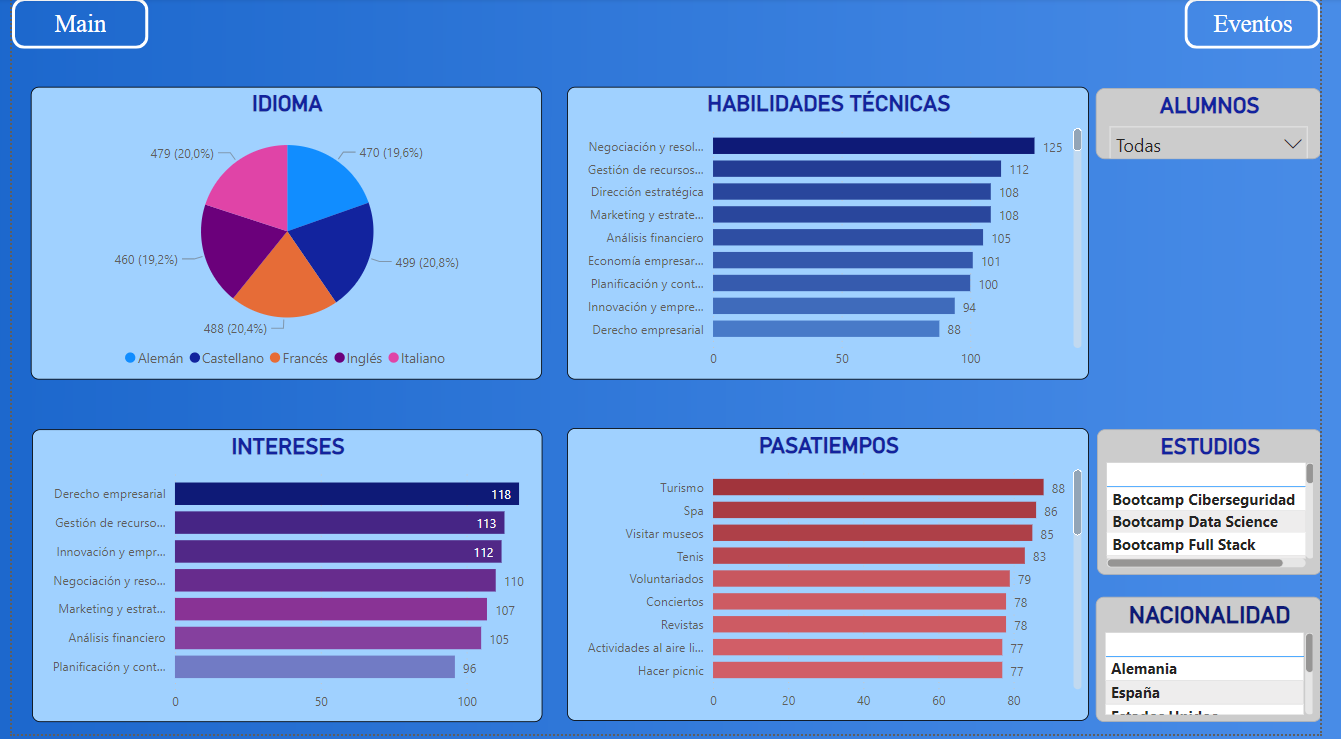 Main
Eventos
IDIOMA
479 (20,0%)
470 (19,6%)
460 (19,2%)
499 (20,8%)
488 (20,4%)
Alemán Castellano Francés Inglés Italiano
HABILIDADES TÉCNICAS
Negociación y resol... 125
Gestión de recursos... 112
Dirección estratégica 108
Marketing y estrate... 108
Análisis financiero 105
Economía empresar... 101
Planificación y cont... 100
Innovación y empre... 94
Derecho empresarial 88
0 50 100
ALUMNOS
Todas
INTERESES
Derecho empresarial 118
Gestión de recurso... 113
Innovación y empr... 112
Negociación y reso... 110
Marketing y estrat... 107
Análisis financiero 105
Planificación y cont... 96
0 50 100
PASATIEMPOS
Turismo 88
Spa 86
Visitar museos 85
Tenis 83
Voluntariados 79
Conciertos 78
Revistas 78
Actividades al aire li... 77
Hacer picnic 77
0 20 40 60 80
ESTUDIOS
Bootcamp Ciberseguridad
Bootcamp Data Science
Bootcamp Full Stack
NACIONALIDAD
Alemania
España